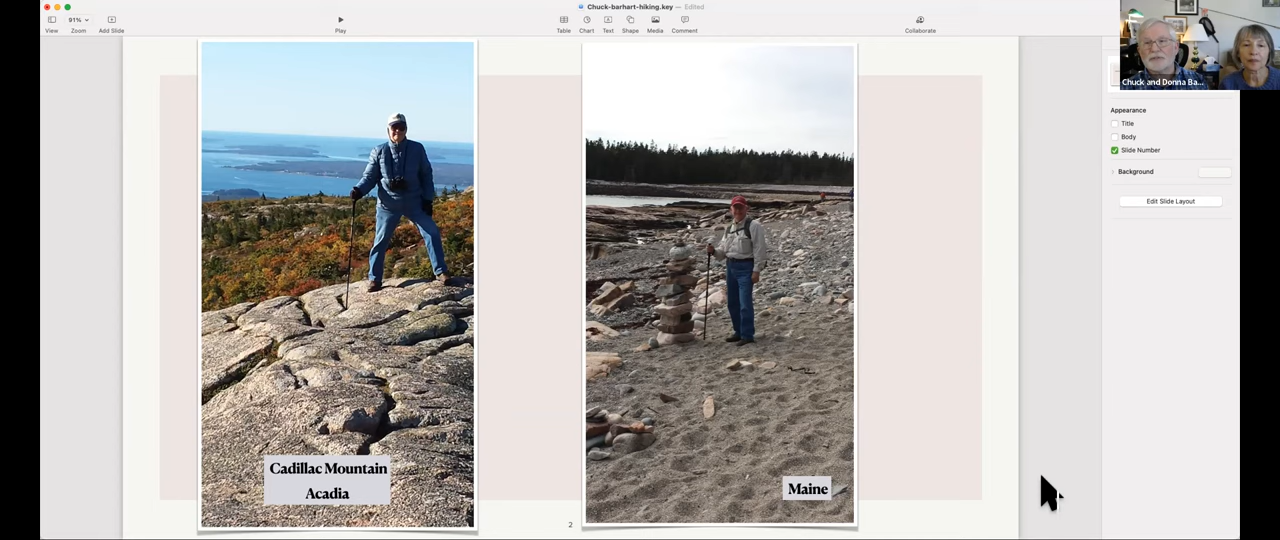 Chuck-barhart-hiking.key — Edited
91%
View
Zoom
Add Slide
Play
Table
Chart
Text
Shape
Media
Comment
Collaborate
Chuck and Donna Ba...
Appearance
Title
Body
Slide Number
Background
Edit Slide Layout
Cadillac Mountain
Acadia
Maine
2